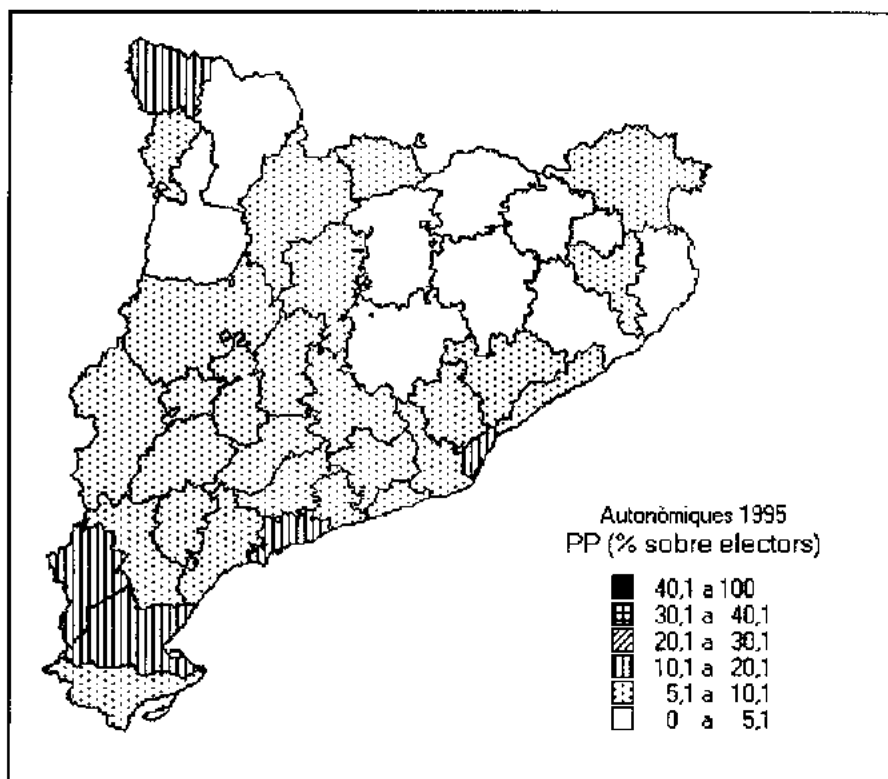 Autonòmiques 1995
PP (% sobre electors)
40,1 a 100
30,1 a 40,1
20,1 a 30,1
10,1 a 20,1
5,1 a 10,1
0 a 5,1